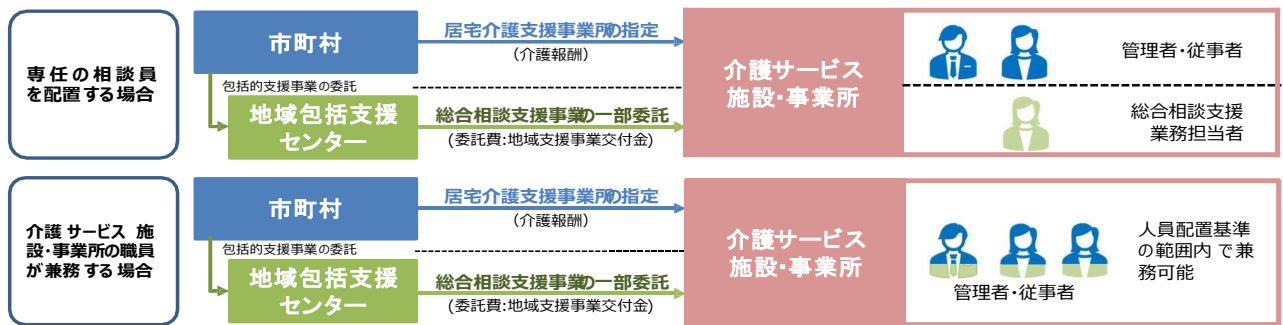 専任の相談員
を配置する場合
市町村
包括的支援事業の委託
地域包括支援
センター
居宅介護支援事業所の指定
（介護報酬）
総合相談支援事業の一部委託
(委託費:地域支援事業交付金)
介護サービス
施設・事業所
管理者・従事者
総合相談支援
業務担当者
介護サービス 施
設・事業所の職員
が兼務する場合
市町村
包括的支援事業の委託
地域包括支援
センター
居宅介護支援事業所の指定
（介護報酬）
総合相談支援事業の一部委託
(委託費:地域支援事業交付金)
介護サービス
施設・事業所
管理者・従事者
人員配置基準
の範囲内で兼
務可能